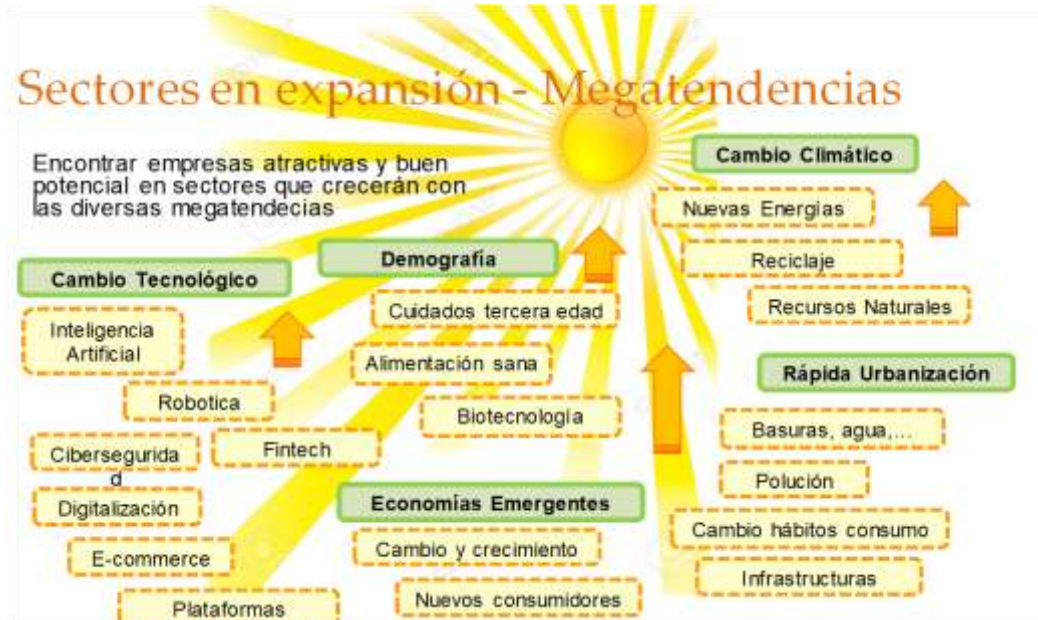 Sectores en expansión - Megatendencias
Encontrar empresas atractivas y buen
potencial en sectores que crecerán con
las diversas megatendecias
Cambio Tecnológico
Inteligencia
Artificial
Robotica
Fintech
Cibersegurida
d
Digitalización
E-commerce
Plataformas
Demografía
Cuidados tercera edad
Alimentación sana
Biotecnología
Economías Emergentes
Cambio y crecimiento
Nuevos consumidores
Cambio Climático
Nuevas Energías
Reciclaje
Recursos Naturales
Rápida Urbanización
Basuras, agua,...
Polución
Cambio hábitos consumo
Infrastructuras